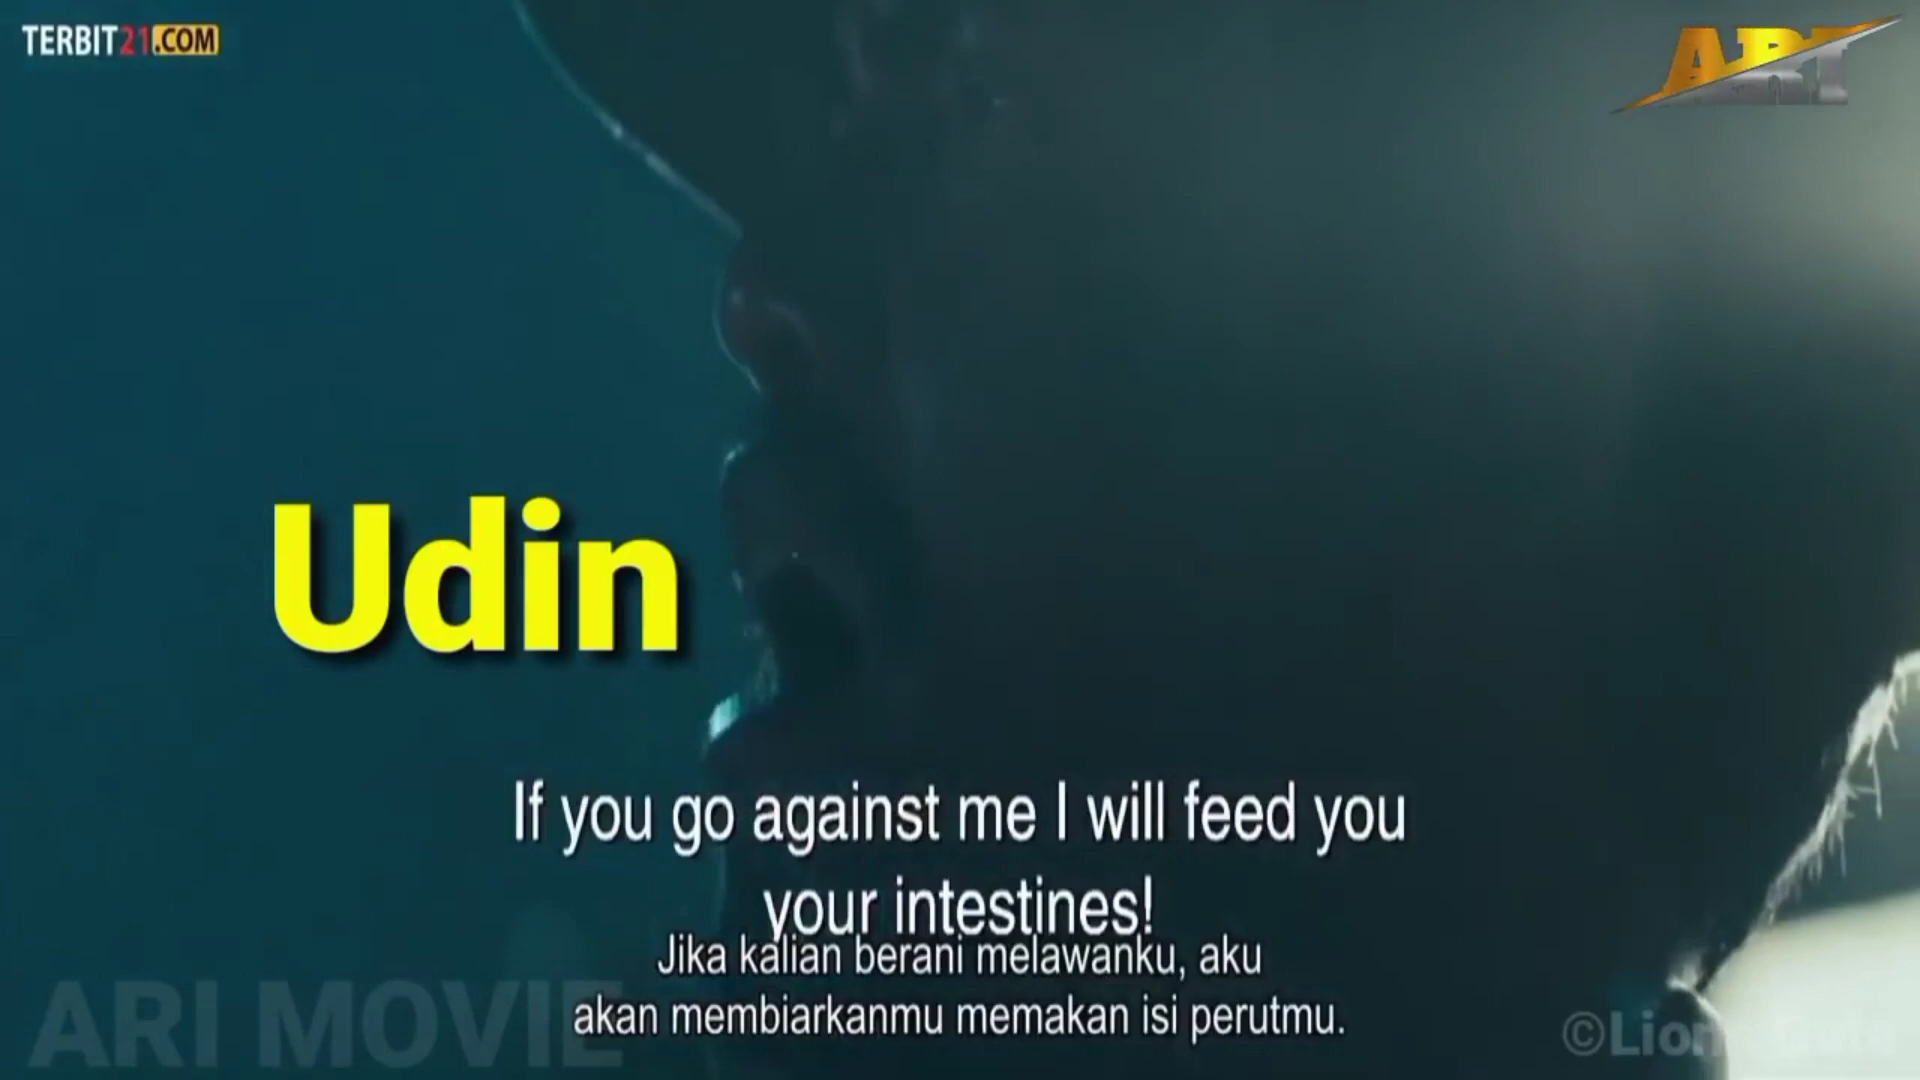 TERBIT21.COM
ARI
Udin
If you go against me I will feed you
your intestines!
Jika kalian berani melawanku, aku
akan membiarkanmu memakan isi perutmu.
ARI MOVIE